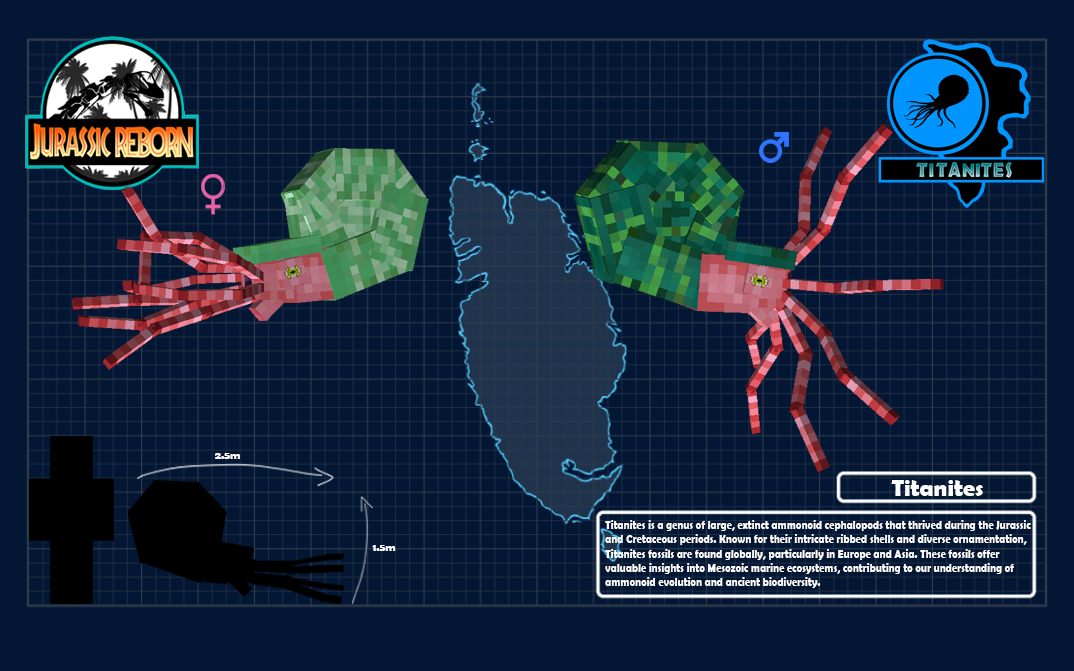 JURASSIC REBORN
TITANITES
2.5m
1.5m
Titanites
Titanites is a genus of large, extinct ammonoid cephalopods that thrived during the Jurassic
and Cretaceous periods. Known for their intricate ribbed shells and diverse ornamentation,
Titanites fossils are found globally, particularly in Europe and Asia. These fossils offer
valuable insights into Mesozoic marine ecosystems, contributing to our understanding of
ammonoid evolution and ancient biodiversity.